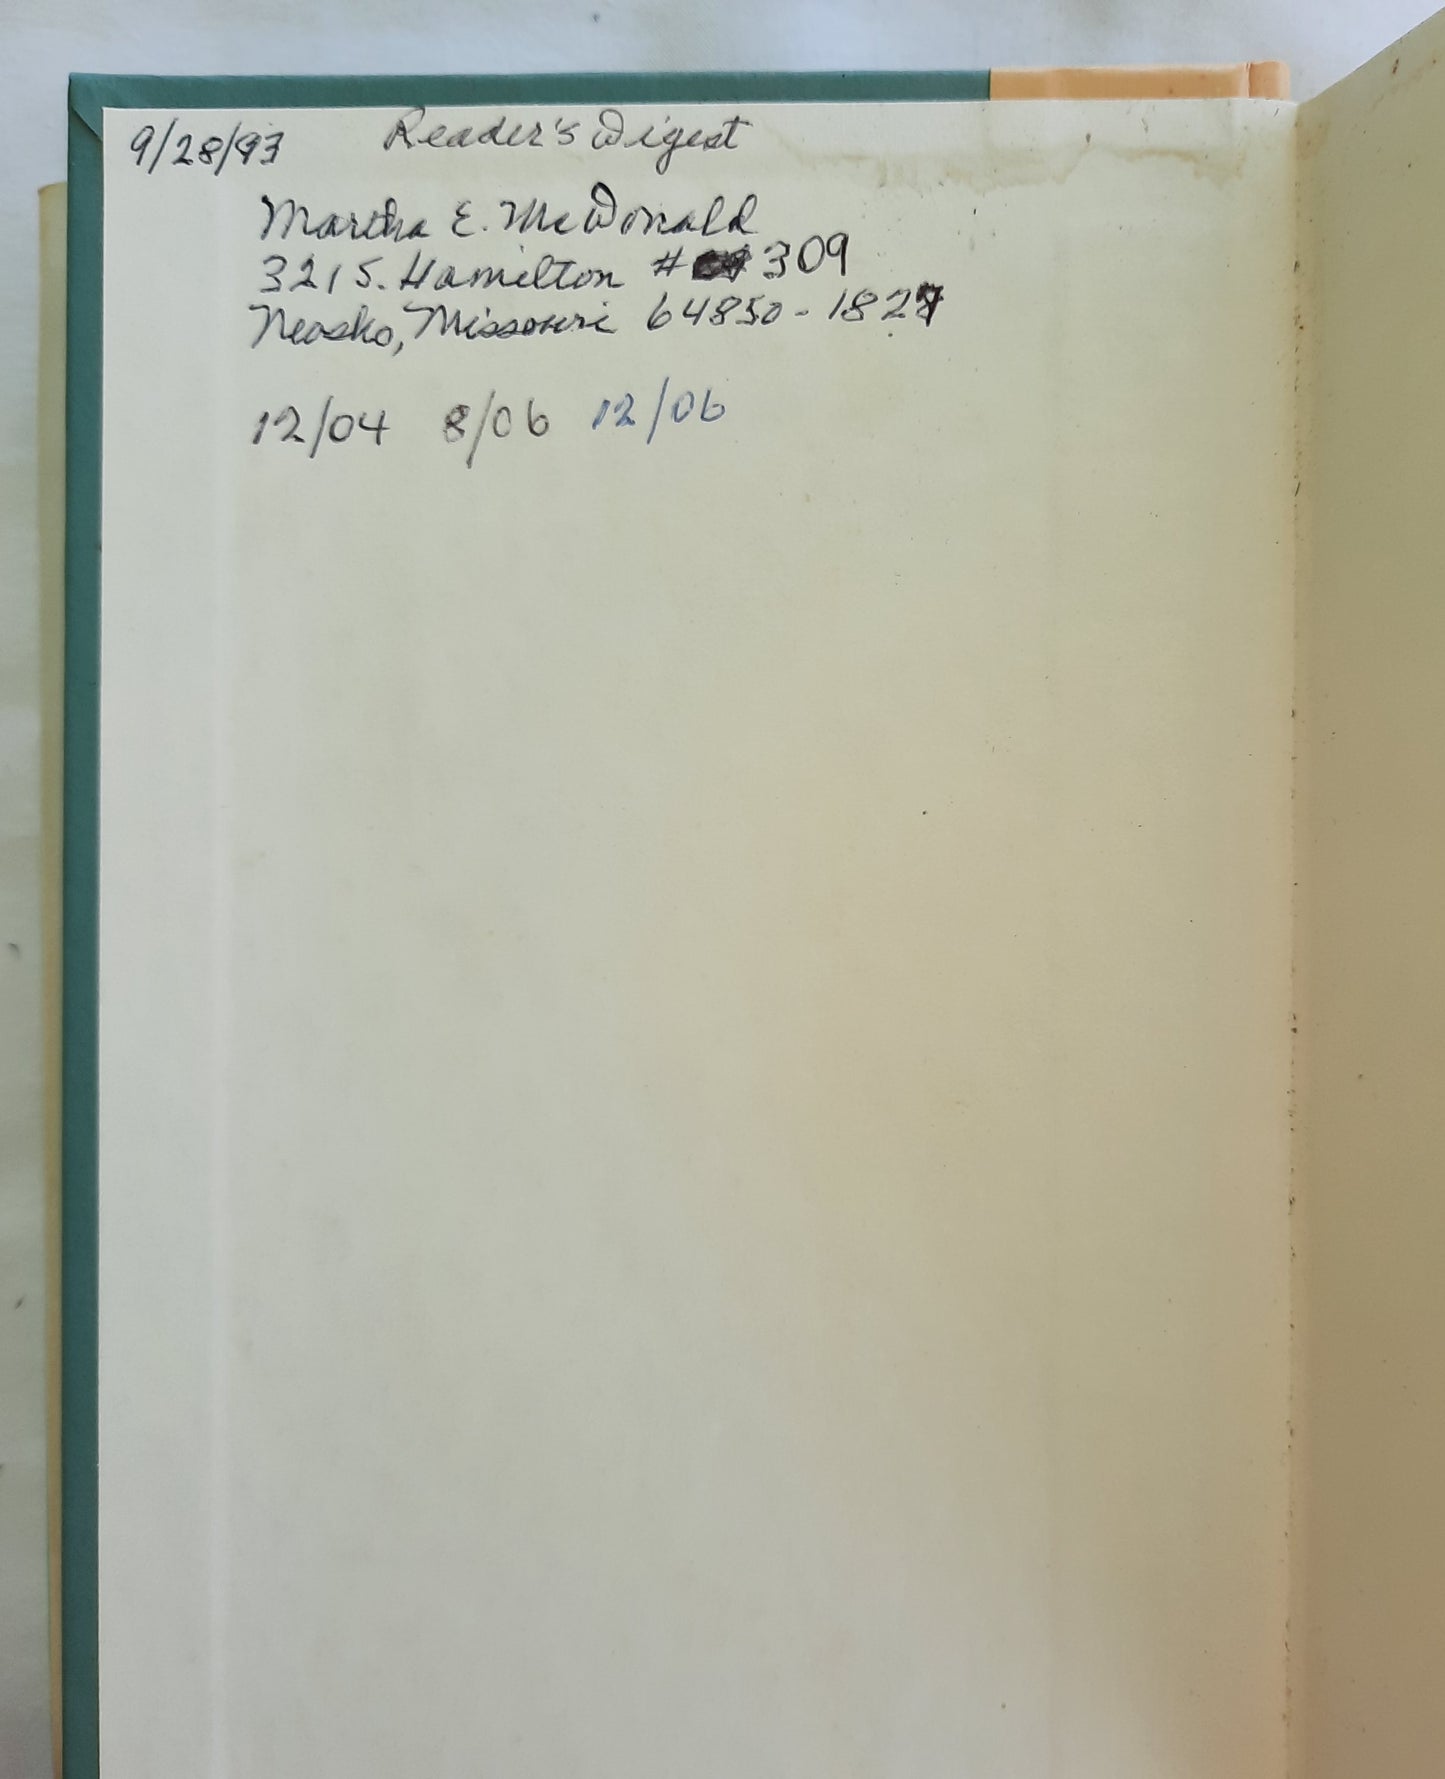 9/28/93 Reader's Digest
Martha E. McDonald
321 S. Hamilton # 309
Neosho, Missouri 64850-1827
12/04 8/06 12/06